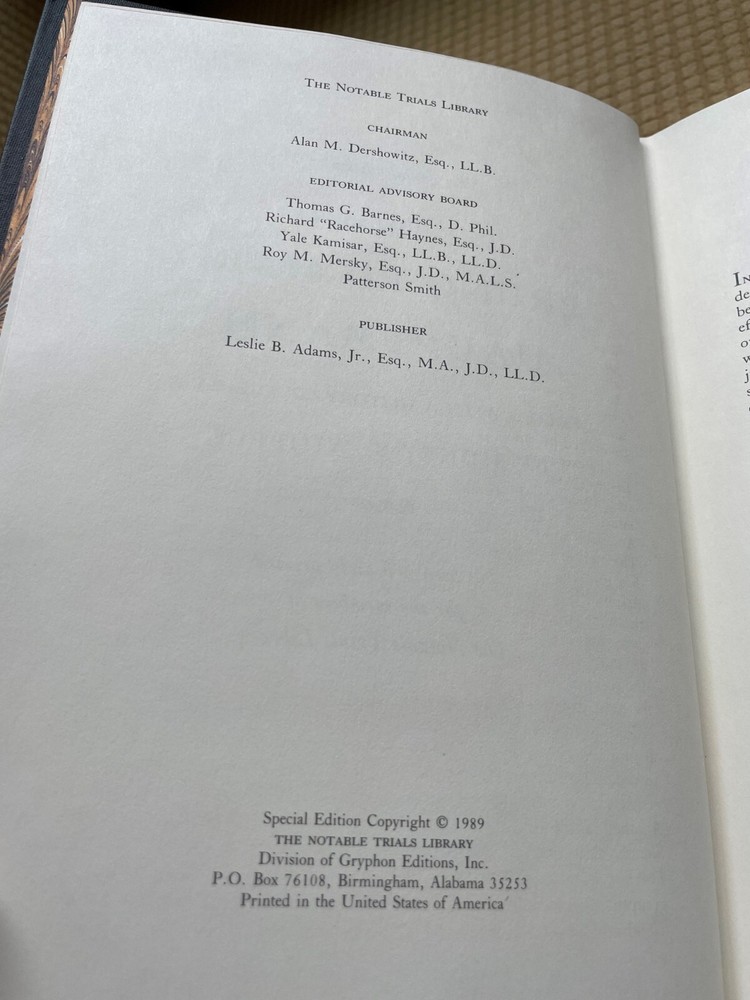 THE NOTABLE TRIALS LIBRARY
CHAIRMAN
Alan M. Dershowitz, Esq., LL.B.
EDITORIAL ADVISORY BOARD
Thomas G. Barnes, Esq., D. Phil.
Richard "Racehorse" Haynes, Esq., J.D.
Yale Kamisar, Esq., LL.B., LL.D.
Roy M. Mersky, Esq., J.D., M.A.L.S.
Patterson Smith
PUBLISHER
Leslie B. Adams, Jr., Esq., M.A., J.D., LL.D.
Special Edition Copyright © 1989
THE NOTABLE TRIALS LIBRARY
Division of Gryphon Editions, Inc.
P.O. Box 76108, Birmingham, Alabama 35253
Printed in the United States of America